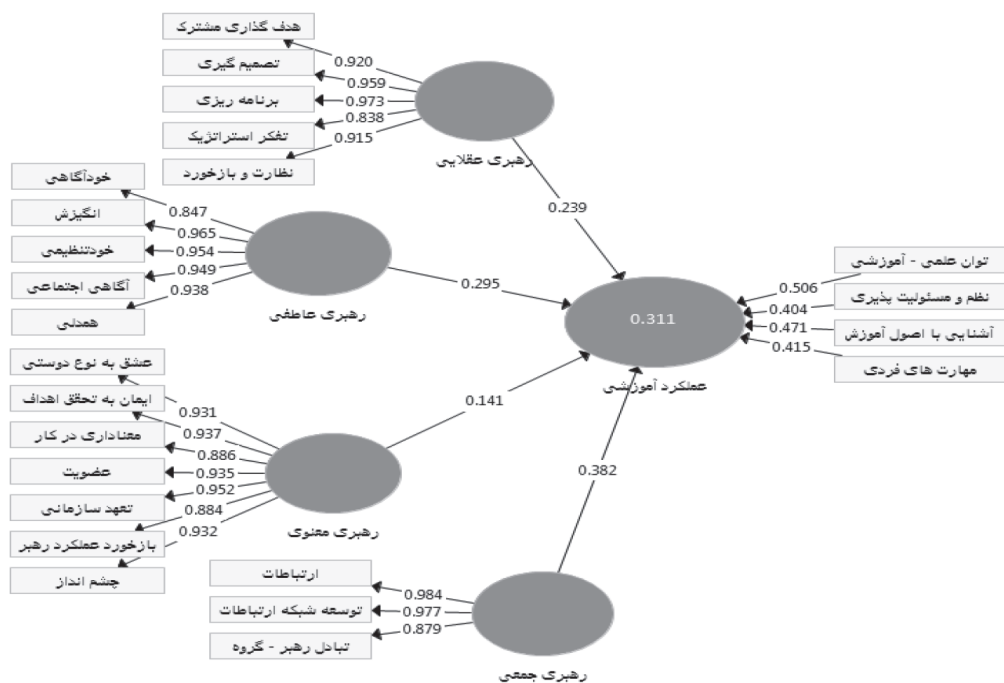 هدف گذاری مشترک
تصمیم گیری
برنامه ریزی
تفکر استراتژیک
نظارت و بازخورد
0.920
0.959
0.973
0.838
0.915
رهبری عقلایی
0.239
خودآگاهی
انگیزش
خودتنظیمی
آگاهی اجتماعی
همدلی
0.847
0.965
0.954
0.949
0.938
رهبری عاطفی
0.295
توان علمی - آموزشی
نظم و مسئولیت پذیری
آشنایی با اصول آموزش
مهارت های فردی
0.506
0.404
0.471
0.415
0.311
عملکرد آموزشی
عشق به نوع دوستی
ایمان به تحقق اهداف
معناداری در کار
عضویت
تعهد سازمانی
بازخورد عملکرد رهبر
چشم انداز
0.931
0.937
0.886
0.935
0.952
0.884
0.932
رهبری معنوی
0.141
0.382
ارتباطات
توسعه شبکه ارتباطات
تبادل رهبر - گروه
0.984
0.977
0.879
رهبری جمعی